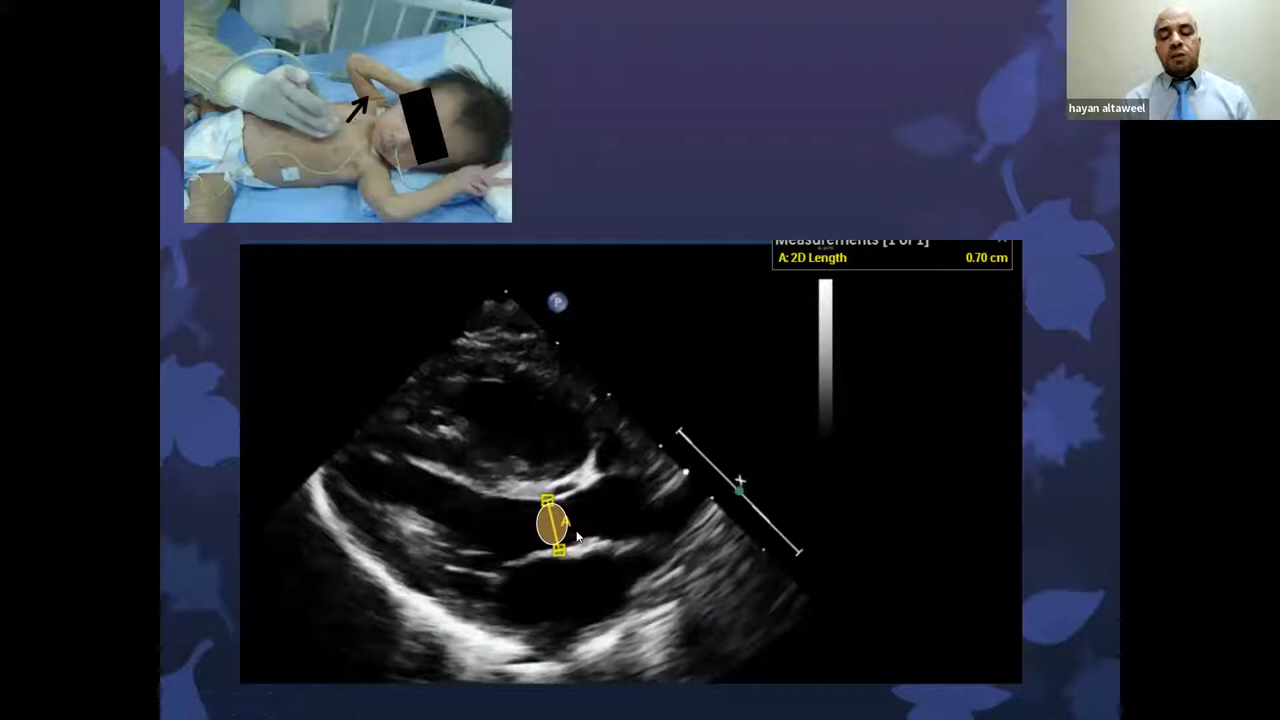 hayan altaweel
Measurements [1 of 1]
A: 2D Length 0.70 cm
P
A